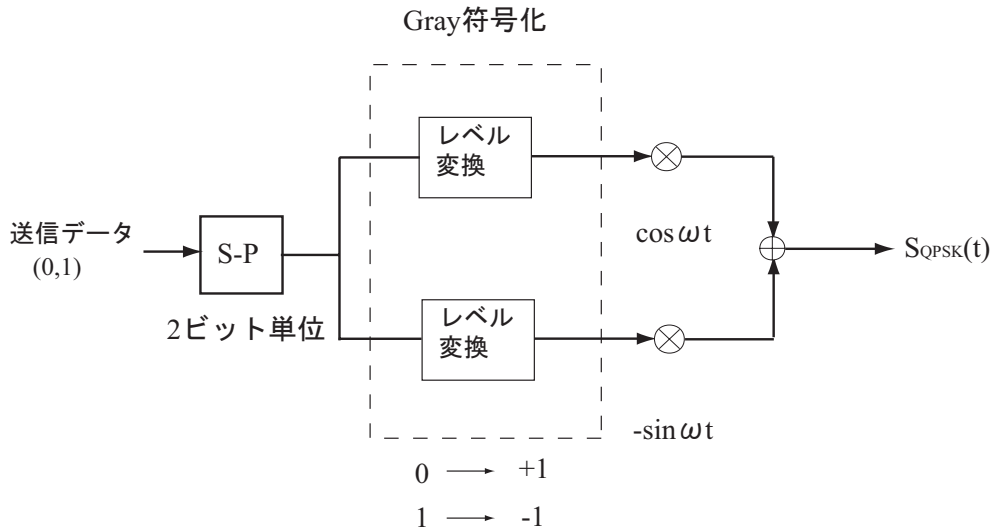 Gray符号化
レベル
変換
送信データ
(0,1)
S-P
2ビット単位
cosωt
SQPSK(t)
レベル
変換
-sinωt
0 → +1
1 → -1